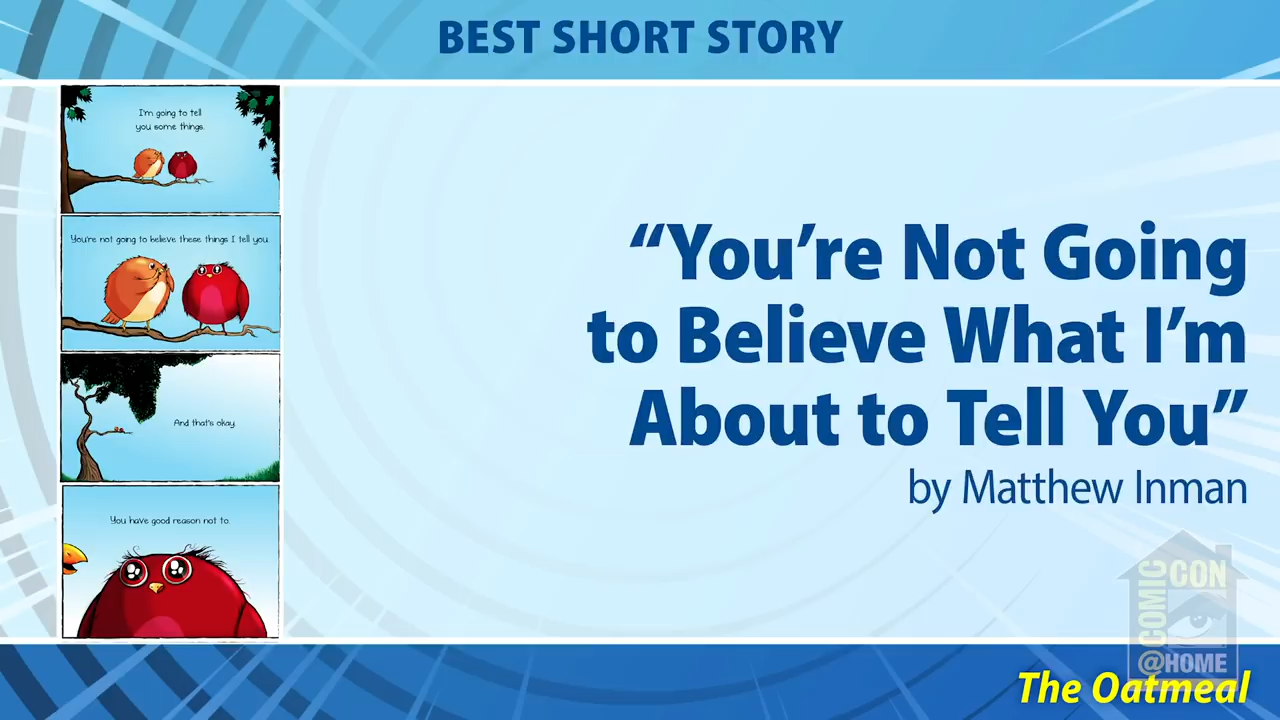 BEST SHORT STORY
I'm going to tell
you some things.
You're not going to believe these things I tell you.
And that's okay.
You have good reason not to.
“You’re Not Going
to Believe What I’m
About to Tell You”
by Matthew Inman
COMIC
CON
@HOME
The Oatmeal